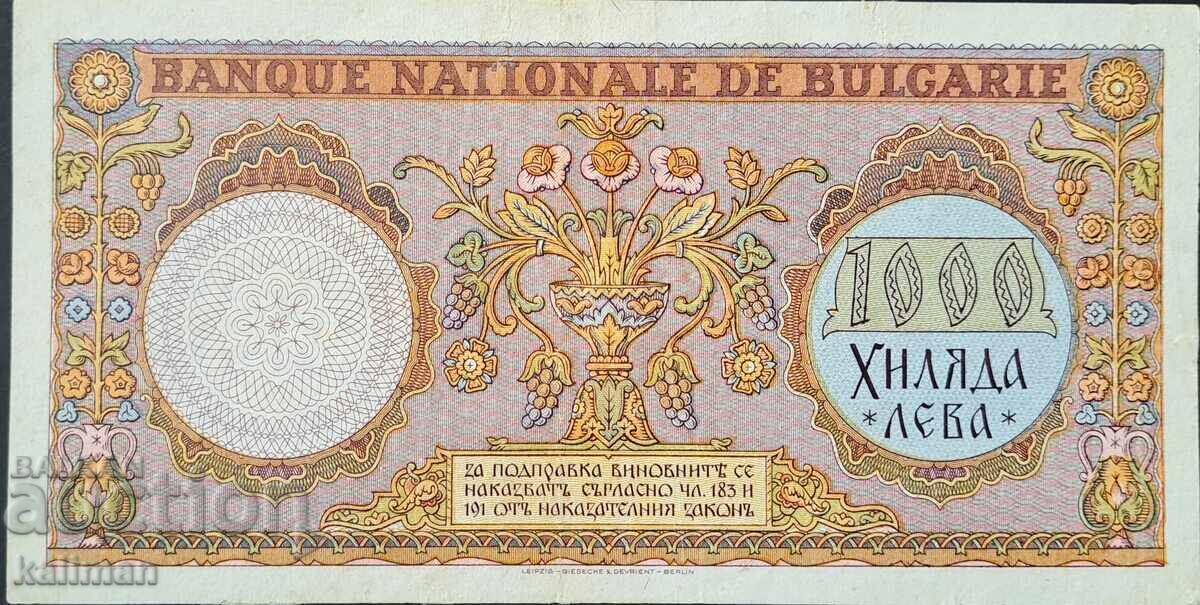 BANQUE NATIONALE DE BULGARIE
1000
ХИЛЯДА
* ЛЕВА *
ЗА ПОДПРАВКА ВИНОВНИТѢ СЕ
НАКАЗВАТЪ СЪГЛАСНО ЧЛ. 183 И
191 ОТЪ НАКАЗАТЕЛНИЯ ЗАКОНЪ
LEIPZIG – GIESECKE & DEVRIENT – BERLIN
BALKAN
auction
kaliman